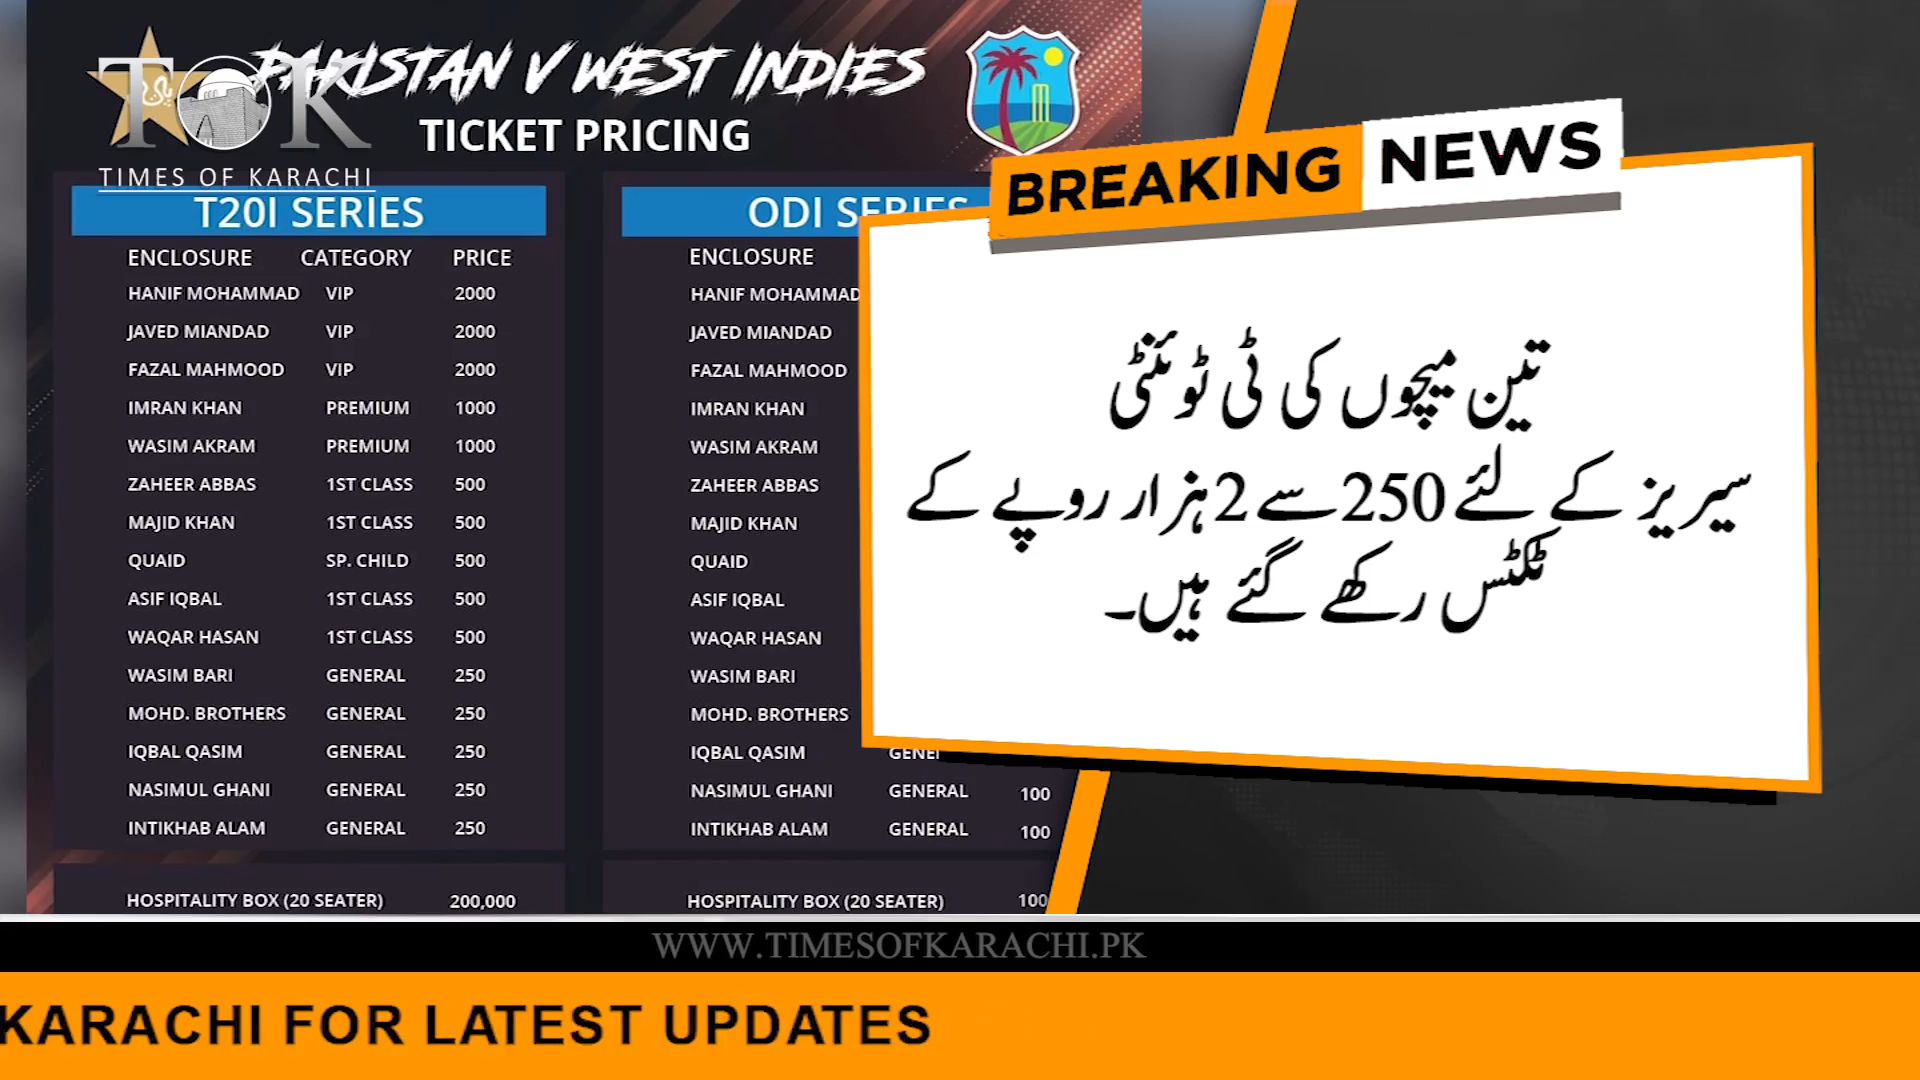 PAKISTAN V WEST INDIES
TICKET PRICING
TOK
TIMES OF KARACHI
T20I SERIES
ENCLOSURE CATEGORY PRICE
HANIF MOHAMMAD VIP 2000
JAVED MIANDAD VIP 2000
FAZAL MAHMOOD VIP 2000
IMRAN KHAN PREMIUM 1000
WASIM AKRAM PREMIUM 1000
ZAHEER ABBAS 1ST CLASS 500
MAJID KHAN 1ST CLASS 500
QUAID SP. CHILD 500
ASIF IQBAL 1ST CLASS 500
WAQAR HASAN 1ST CLASS 500
WASIM BARI GENERAL 250
MOHD. BROTHERS GENERAL 250
IQBAL QASIM GENERAL 250
NASIMUL GHANI GENERAL 250
INTIKHAB ALAM GENERAL 250
HOSPITALITY BOX (20 SEATER) 200,000
ODI SERIES
ENCLOSURE
HANIF MOHAMMAD
JAVED MIANDAD
FAZAL MAHMOOD
IMRAN KHAN
WASIM AKRAM
ZAHEER ABBAS
MAJID KHAN
QUAID
ASIF IQBAL
WAQAR HASAN
WASIM BARI
MOHD. BROTHERS
IQBAL QASIM
NASIMUL GHANI GENERAL 100
INTIKHAB ALAM GENERAL 100
HOSPITALITY BOX (20 SEATER) 100
BREAKING NEWS
تین میچوں کی ٹی ٹوئنٹی
سیریز کے لئے 250 سے 2 ہزار روپے کے
ٹکٹس رکھے گئے ہیں۔
WWW.TIMESOFKARACHI.PK
KARACHI FOR LATEST UPDATES